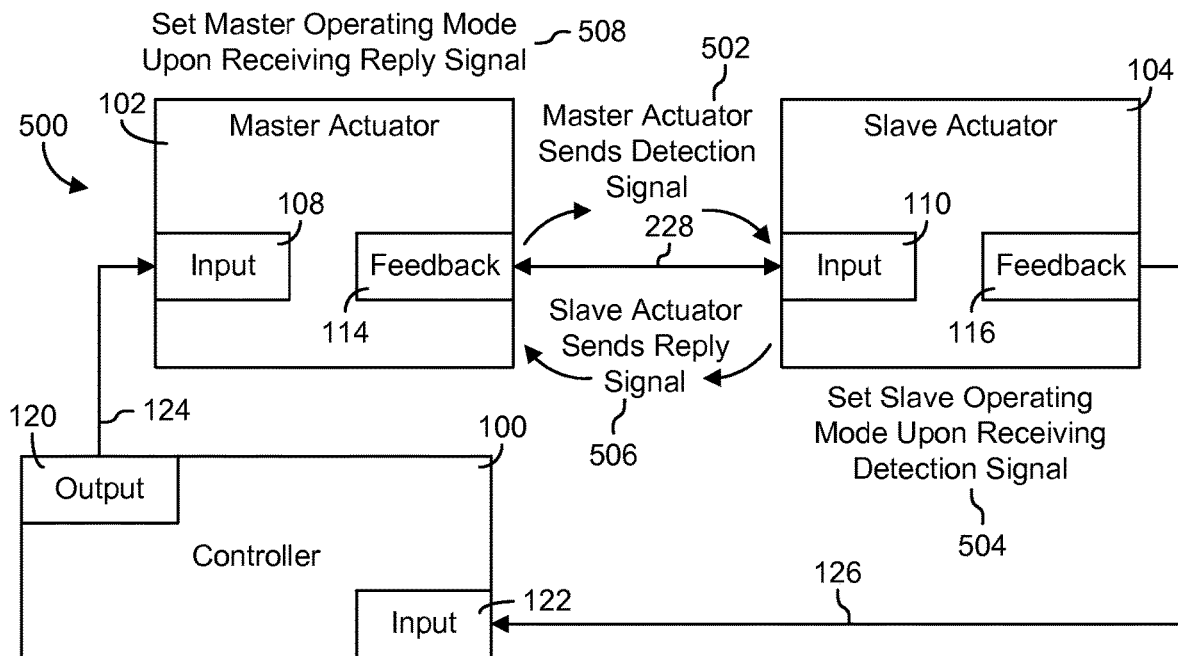 Set Master Operating Mode
Upon Receiving Reply Signal
508
502
104
102
500
Master Actuator
Master Actuator
Sends Detection
Signal
Slave Actuator
108
228
110
Input
Feedback
Input
Feedback
114
Slave Actuator
Sends Reply
Signal
116
506
124
120
100
Set Slave Operating
Mode Upon Receiving
Detection Signal
504
Output
Controller
126
122
Input